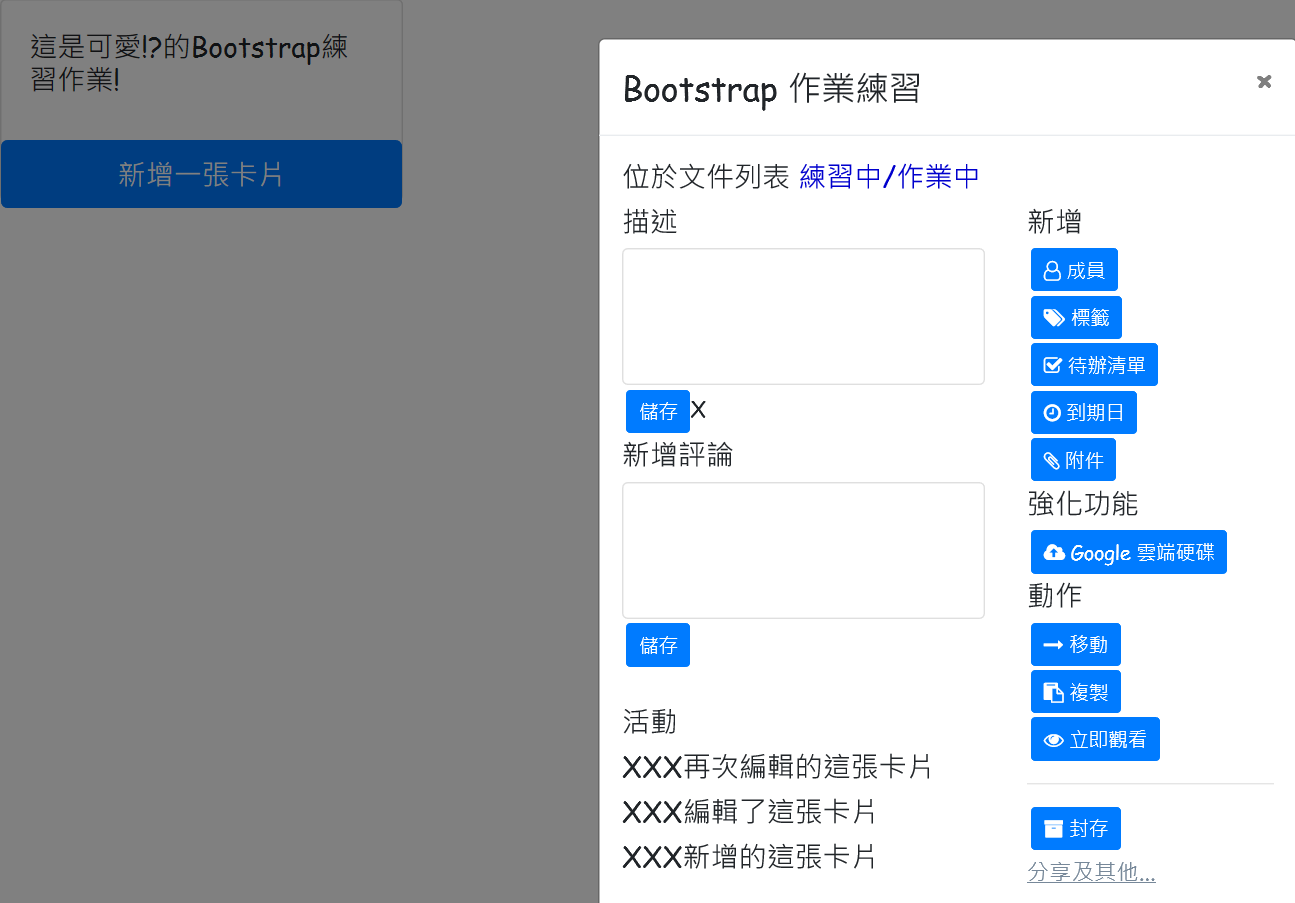 這是可愛!?的Bootstrap練
習作業!
新增一張卡片
Bootstrap 作業練習
×
位於文件列表 練習中/作業中
描述
儲存X
新增評論
儲存
活動
XXX再次編輯的這張卡片
XXX編輯了這張卡片
XXX新增的這張卡片
新增
成員
標籤
待辦清單
到期日
附件
強化功能
Google 雲端硬碟
動作
移動
複製
立即觀看
封存
分享及其他...